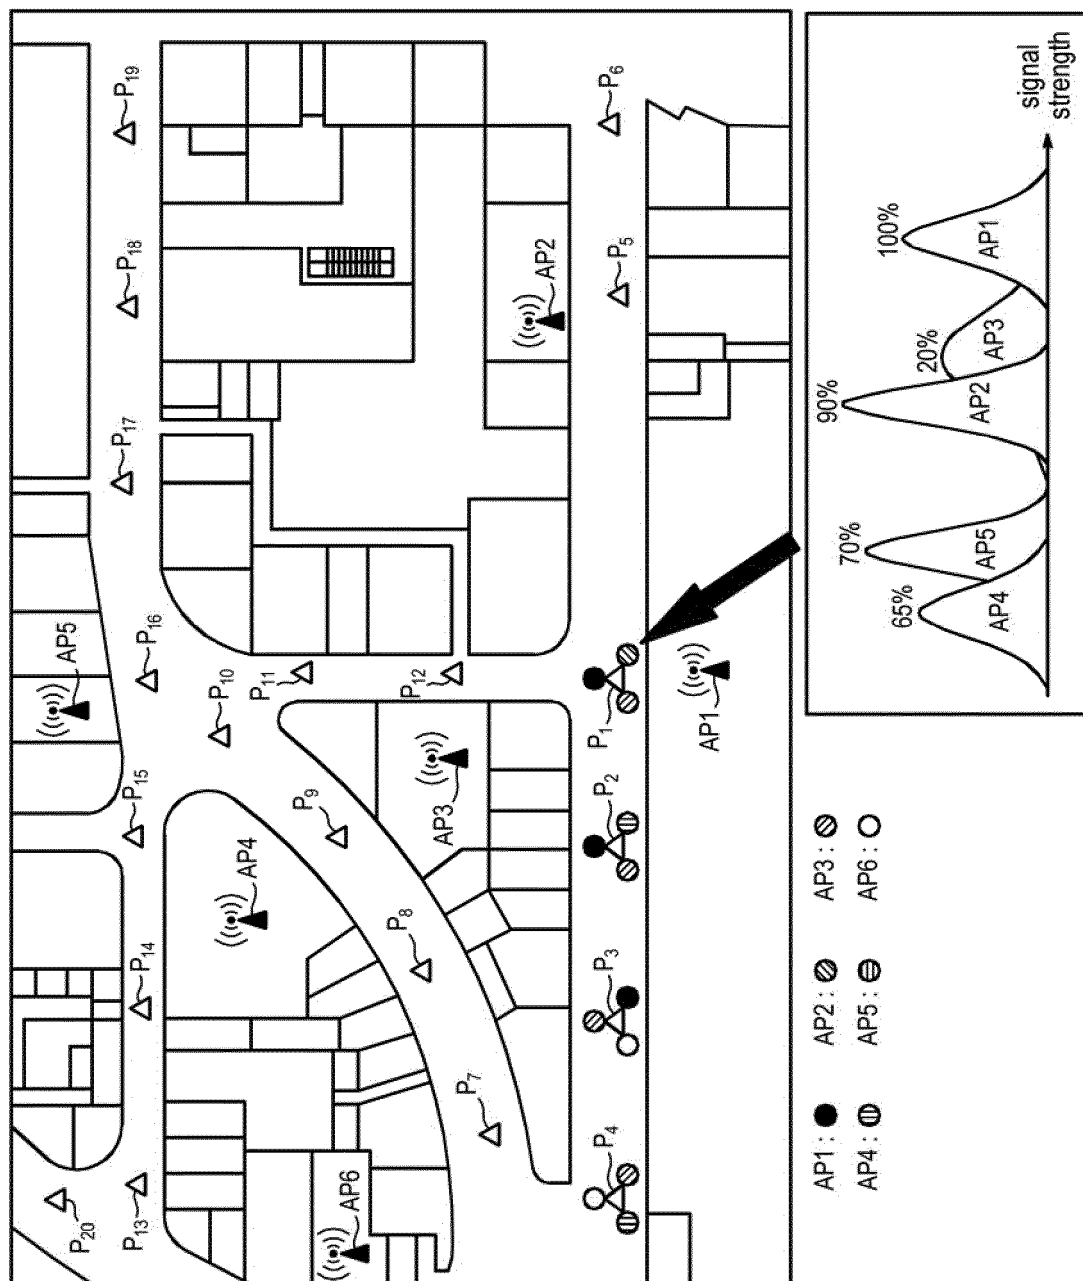 P20
AP5
P13
P14
P15
P16
P17
P18
P19
P10
AP4
P11
P9
AP6
P8
P12
AP3
P7
AP2
P4
P3
P2
P1
P5
P6
AP1
AP1 :
AP2 :
AP3 :
AP4 :
AP5 :
AP6 :
65%
70%
90%
20%
100%
AP4
AP5
AP2
AP3
AP1
signal
strength